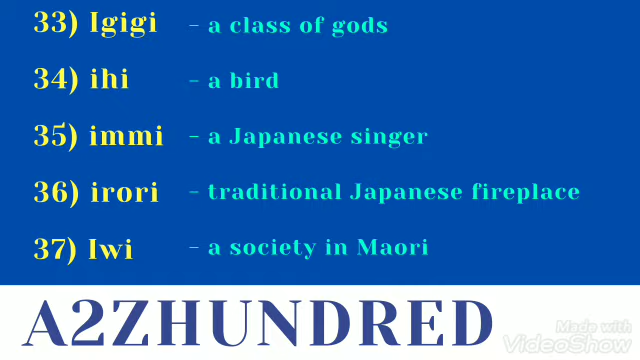 33) Igigi - a class of gods
34) ihi - a bird
35) immi - a Japanese singer
36) irori - traditional Japanese fireplace
37) Iwi - a society in Maori
A2ZHUNDRED
Made with
VideoShow